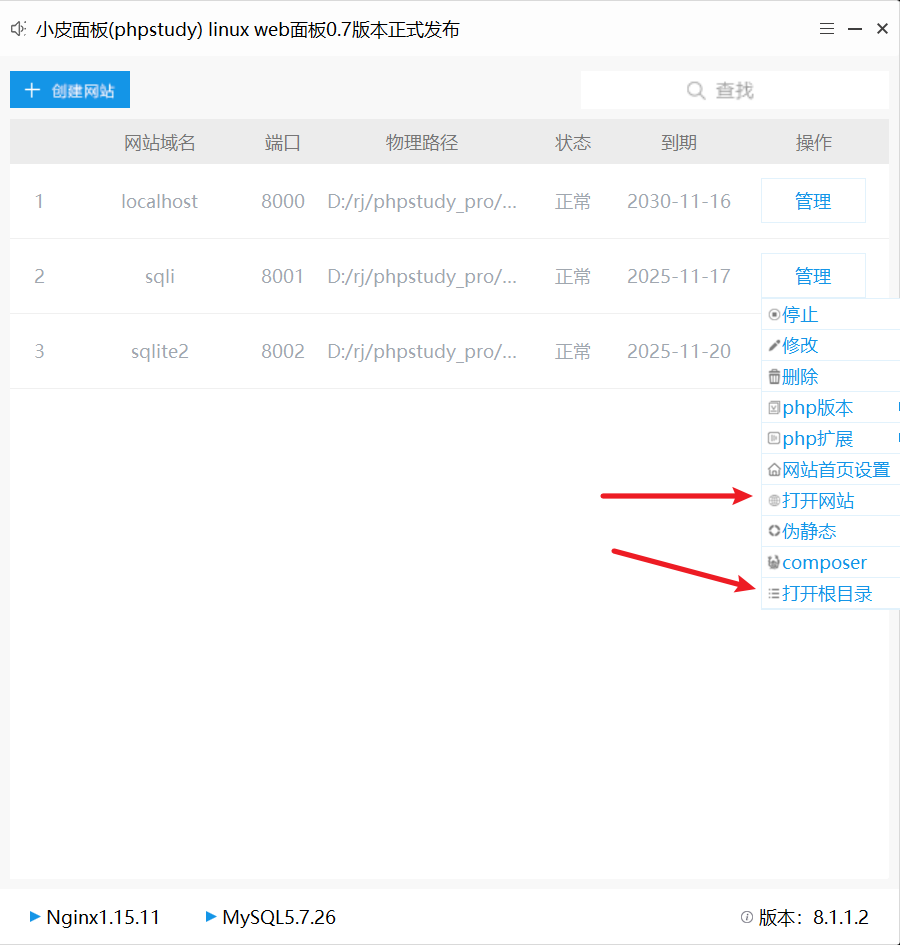 小皮面板(phpstudy) linux web面板0.7版本正式发布
创建网站
查找
网站域名 端口 物理路径 状态 到期 操作
1 localhost 8000 D:/rj/phpstudy_pro/... 正常 2030-11-16 管理
2 sqli 8001 D:/rj/phpstudy_pro/... 正常 2025-11-17 管理
3 sqlite2 8002 D:/rj/phpstudy_pro/... 正常 2025-11-20
停止
修改
删除
php版本
php扩展
网站首页设置
打开网站
伪静态
composer
打开根目录
Nginx1.15.11 MySQL5.7.26 版本：8.1.1.2